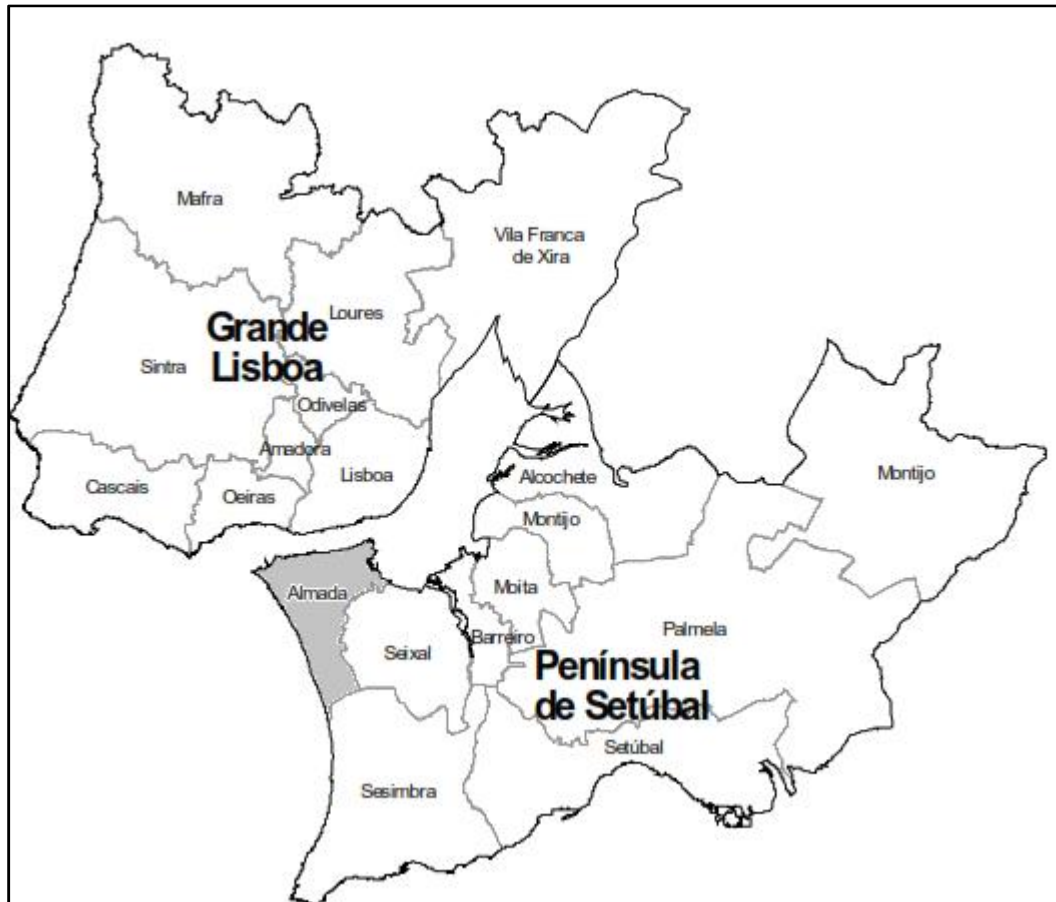 Mafra
Vila Franca
de Xira
Loures
Grande
Lisboa
Sintra
Odivelas
Amadora
Lisboa
Cascais
Oeiras
Alcochete
Montijo
Montijo
Almada
Moita
Barreiro
Palmela
Seixal
Península
de Setúbal
Setúbal
Sesimbra